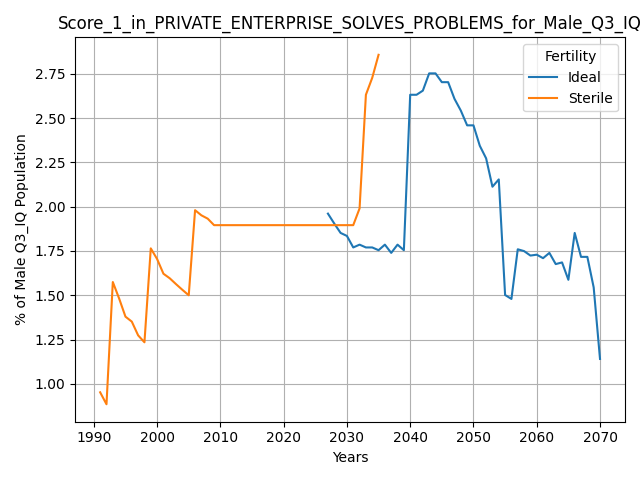 Score_1_in_PRIVATE_ENTERPRISE_SOLVES_PROBLEMS_for_Male_Q3_IQ
Fertility
Ideal
Sterile
% of Male Q3_IQ Population
2.75
2.50
2.25
2.00
1.75
1.50
1.25
1.00
1990 2000 2010 2020 2030 2040 2050 2060 2070
Years